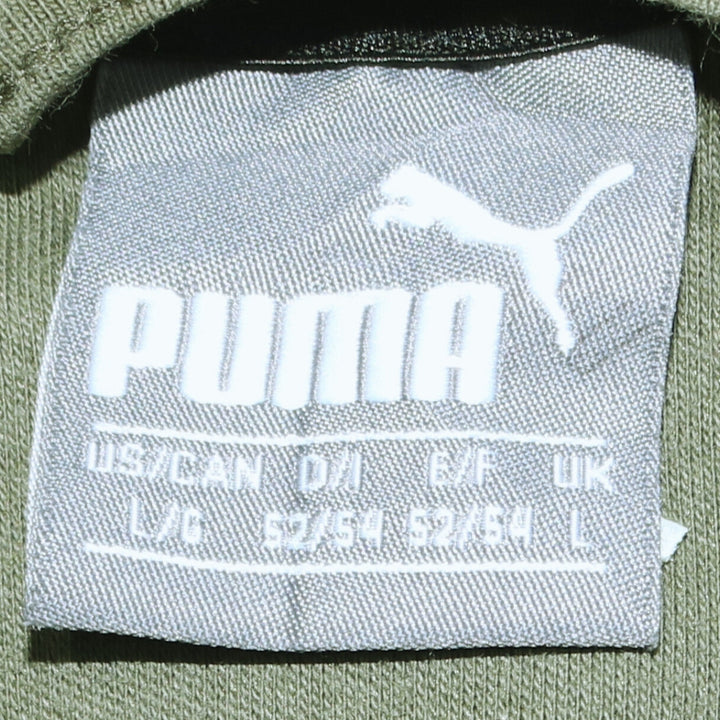 PUMA
US/CAN D/I E/F UK
L/G 52/54 52/54 L